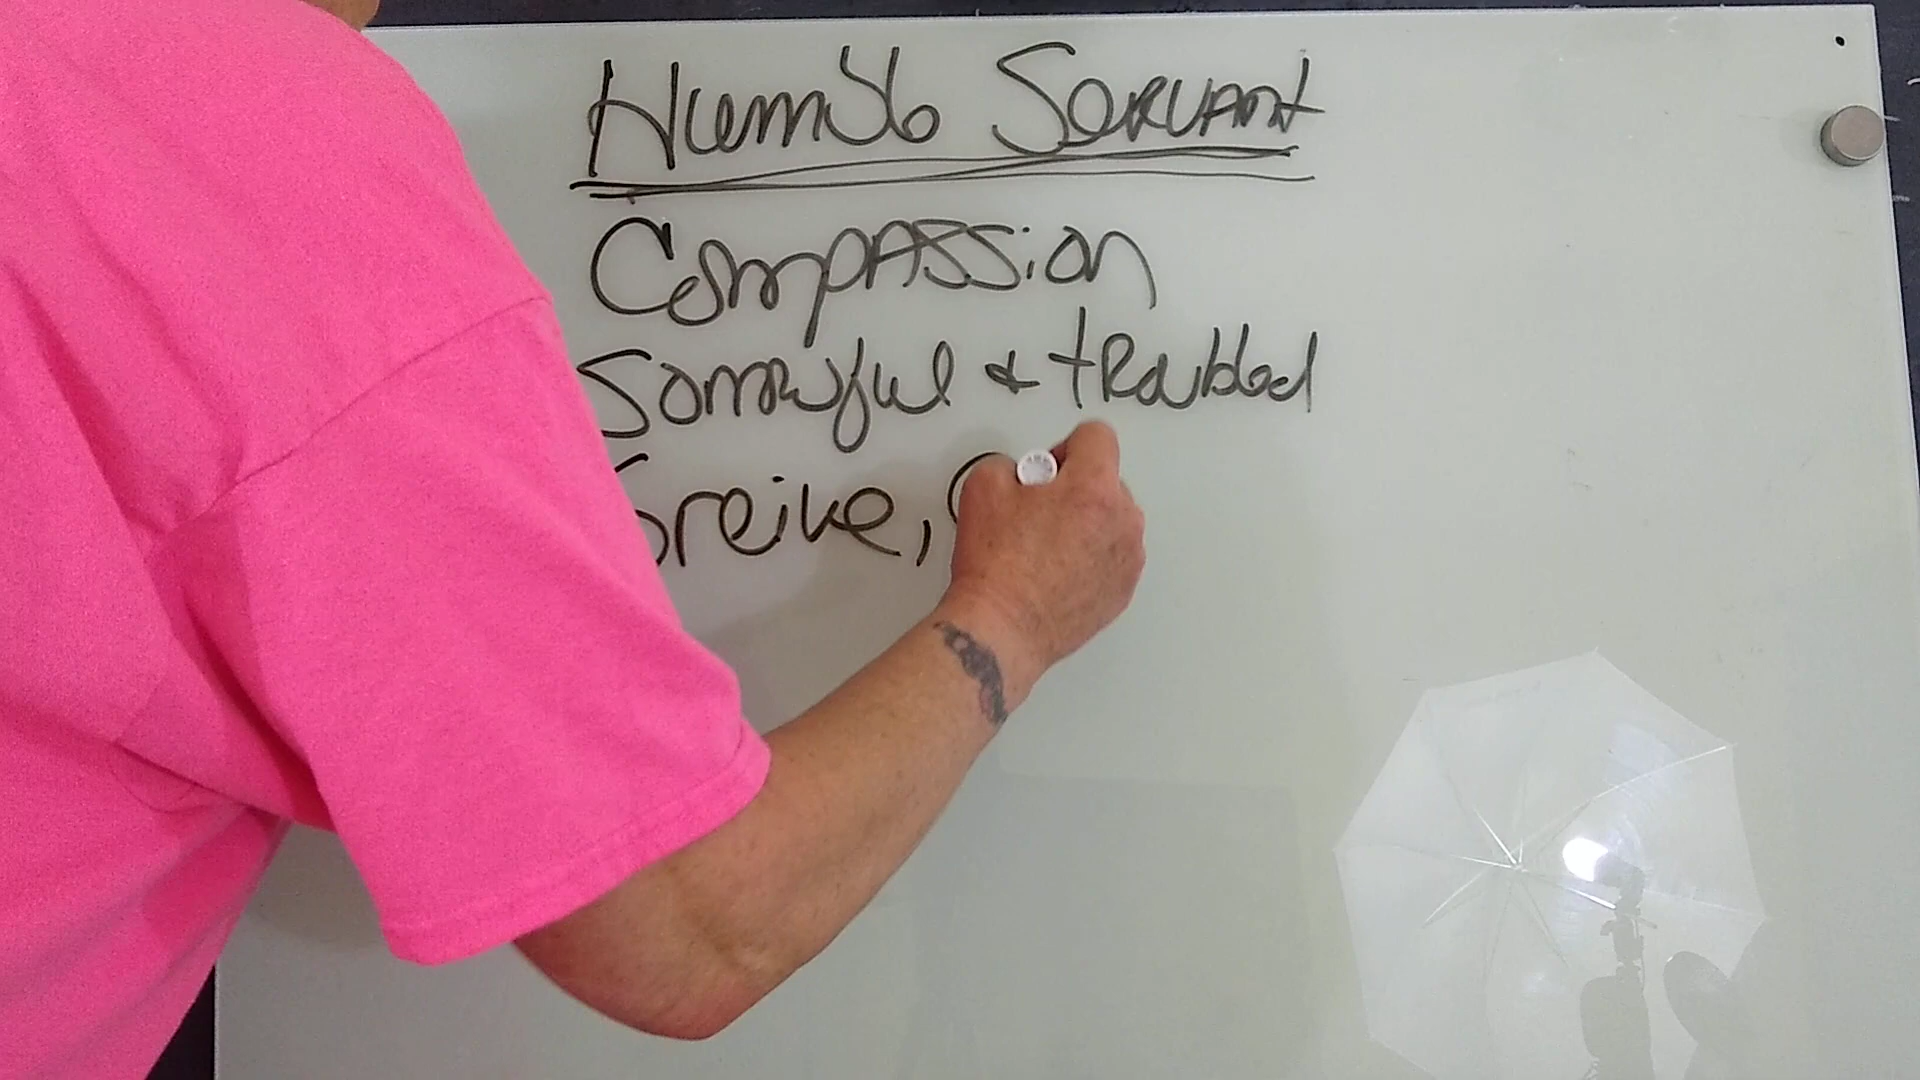 Humble Servant
Compassion
Sorrowful & troubled
Greive,